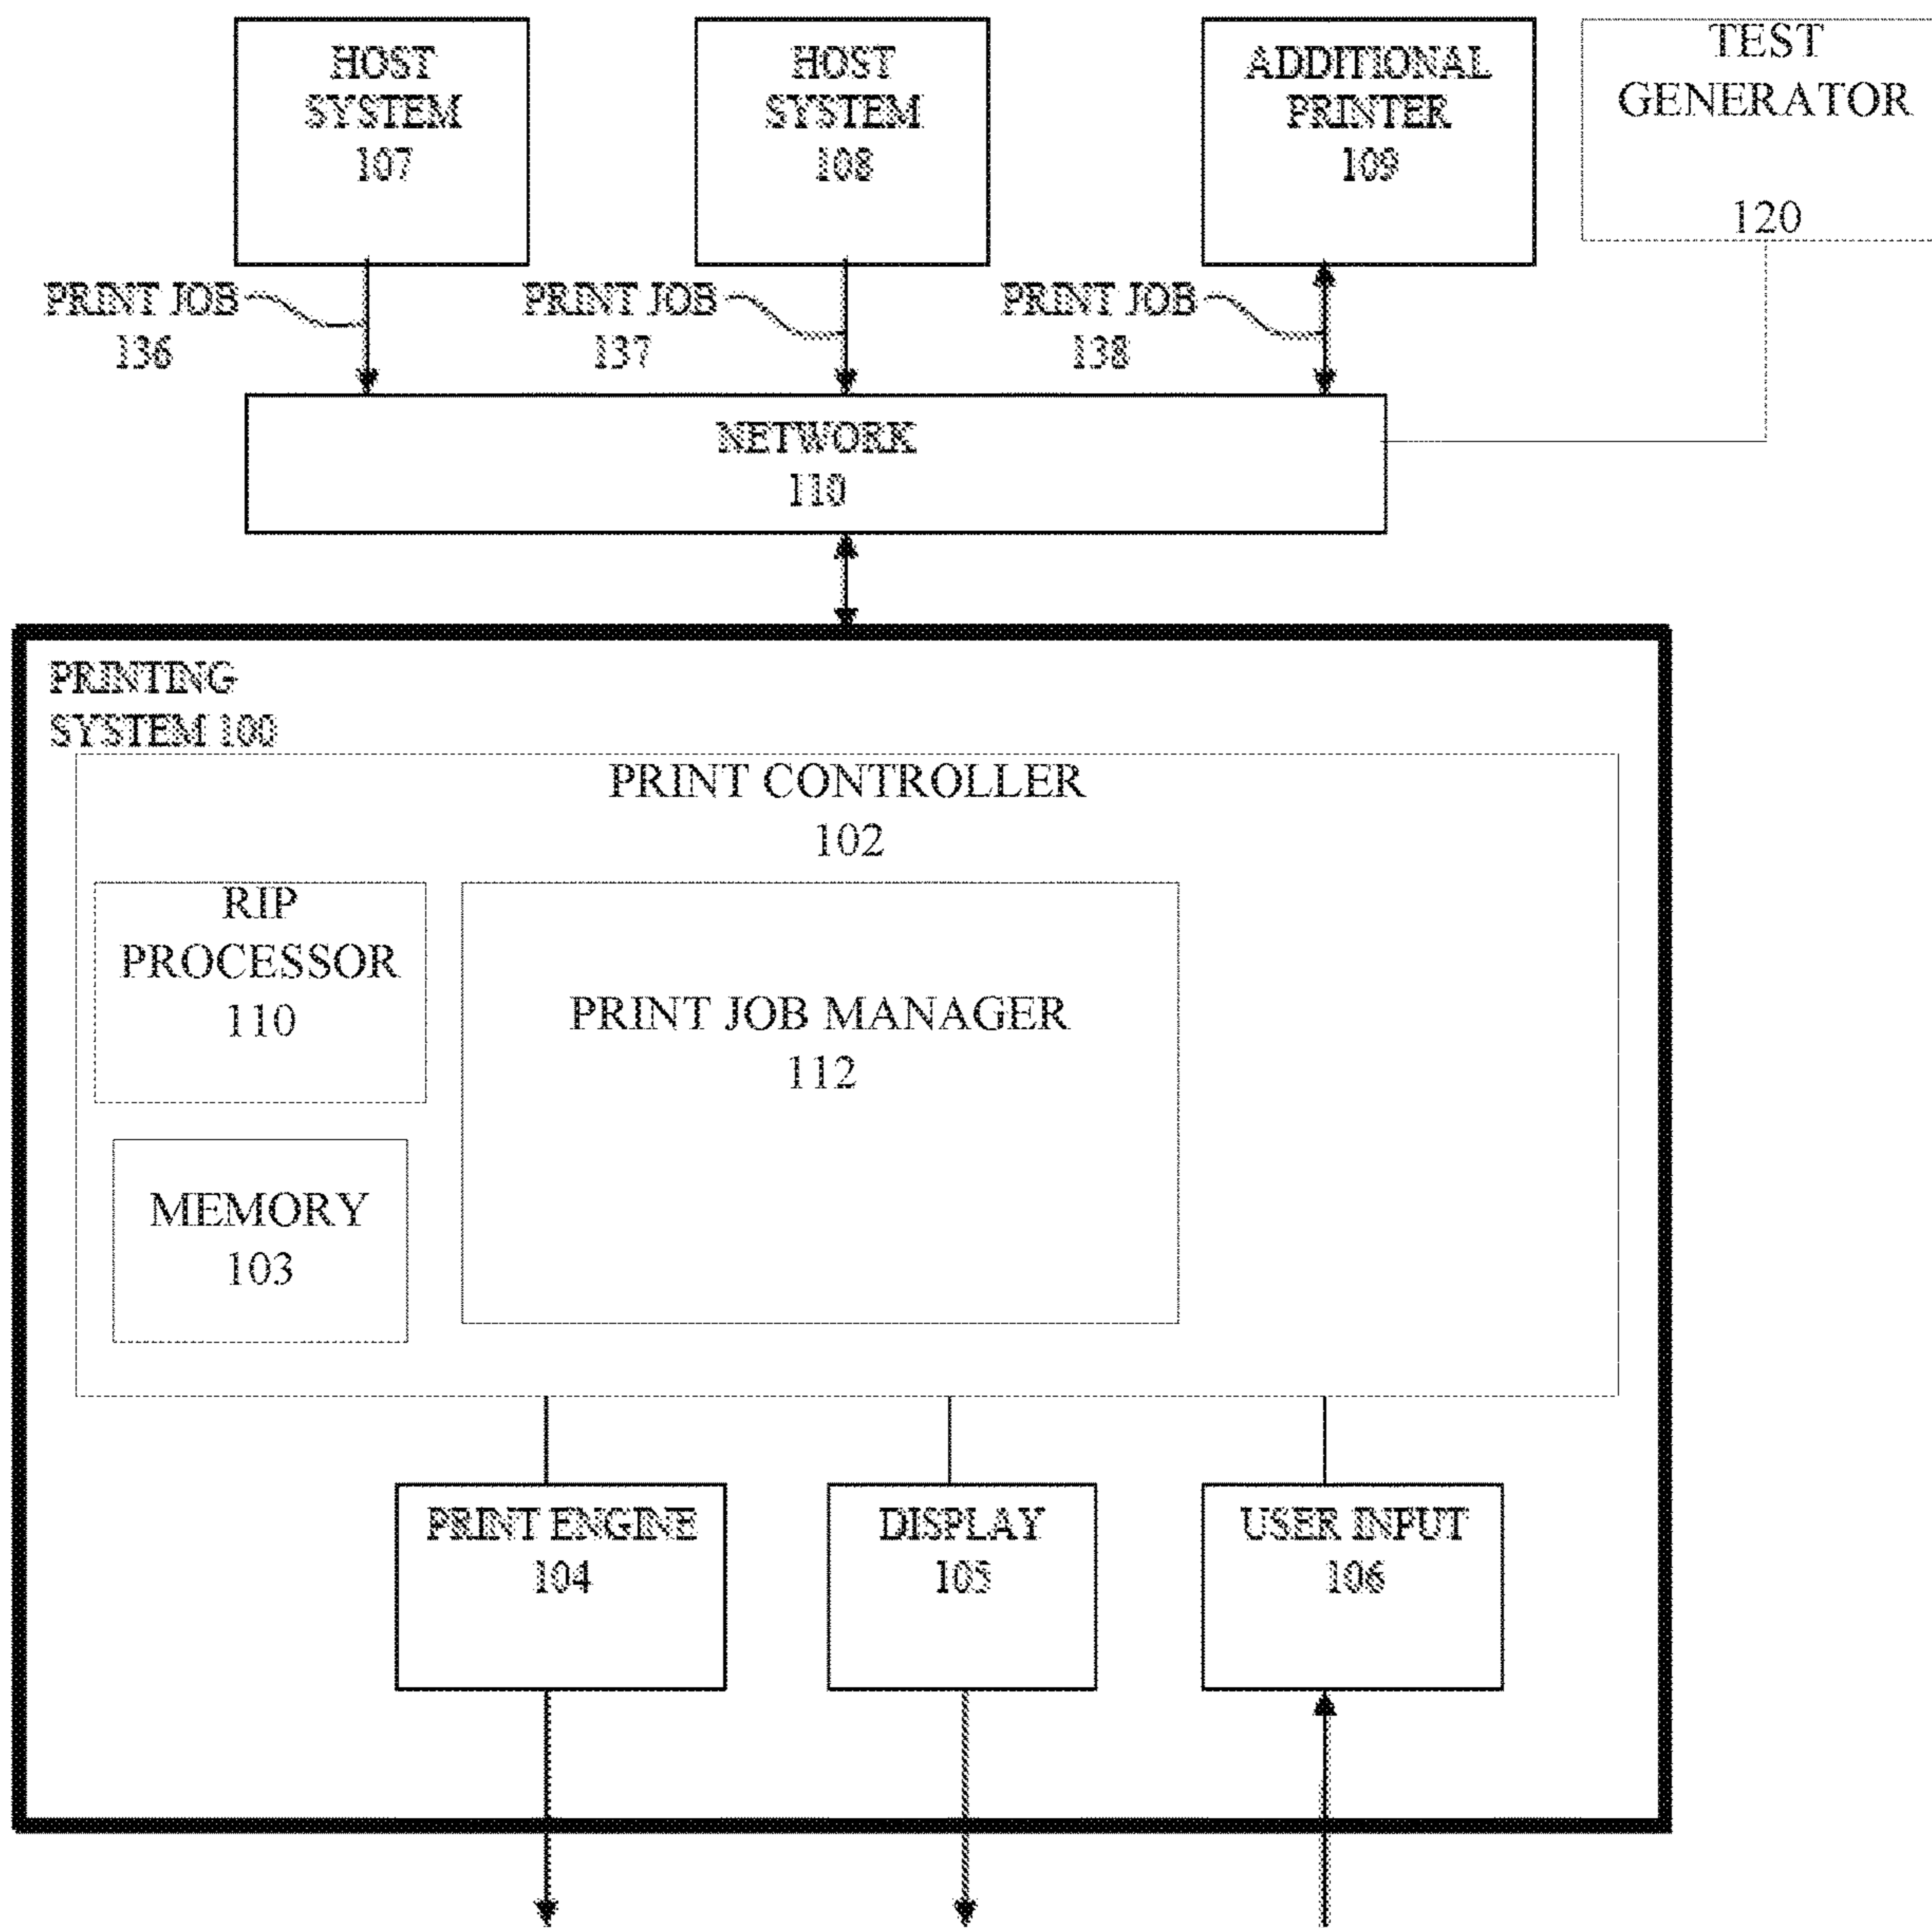 HOST
SYSTEM
107
HOST
SYSTEM
108
ADDITIONAL
PRINTER
109
TEST
GENERATOR
120
PRINT JOB
136
PRINT JOB
137
PRINT JOB
138
NETWORK
110
PRINTING
SYSTEM 100
PRINT CONTROLLER
102
RIP
PROCESSOR
110
PRINT JOB MANAGER
112
MEMORY
103
PRINT ENGINE
104
DISPLAY
105
USER INPUT
106